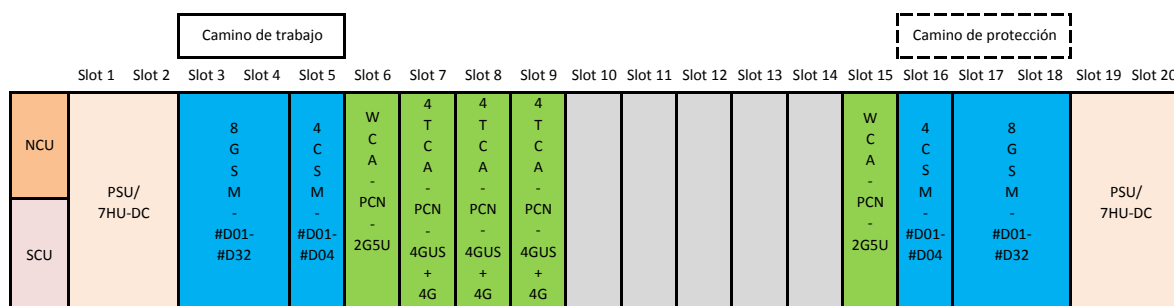 Camino de trabajo
Camino de protección
Slot 1 Slot 2 Slot 3 Slot 4 Slot 5 Slot 6 Slot 7 Slot 8 Slot 9 Slot 10 Slot 11 Slot 12 Slot 13 Slot 14 Slot 15 Slot 16 Slot 17 Slot 18 Slot 19 Slot 20
NCU
SCU
PSU/
7HU-DC
8
G
S
M
-
#D01-
#D32
4
C
S
M
-
#D01-
#D04
W
C
A
-
PCN
-
2G5U
4
T
C
A
-
PCN
-
4GUS
+
4G
4
T
C
A
-
PCN
-
4GUS
+
4G
4
T
C
A
-
PCN
-
4GUS
+
4G
W
C
A
-
PCN
-
2G5U
4
C
S
M
-
#D01-
#D04
8
G
S
M
-
#D01-
#D32
PSU/
7HU-DC